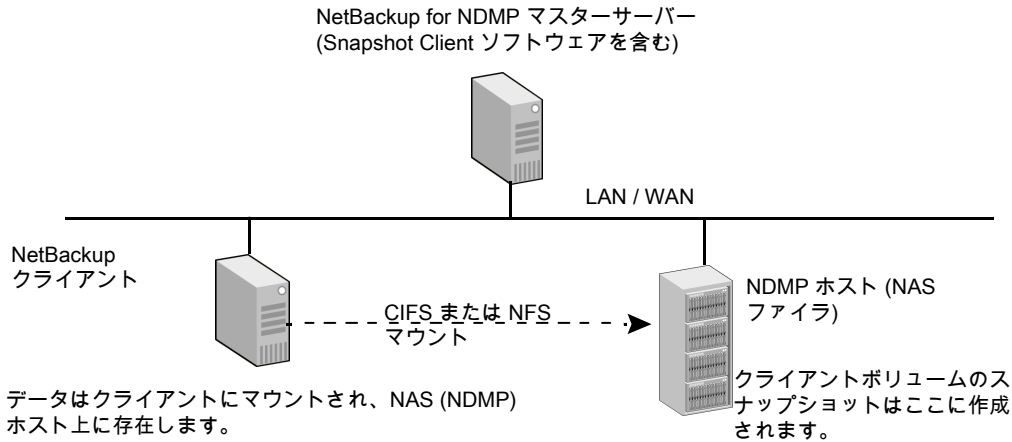 NetBackup for NDMP マスターサーバー
(Snapshot Client ソフトウェアを含む)
LAN / WAN
NetBackup
クライアント
CIFS または NFS
マウント
NDMP ホスト (NAS
ファイラ)
データはクライアントにマウントされ、NAS (NDMP)
ホスト上に存在します。
クライアントボリュームのス
ナップショットはここに作成
されます。